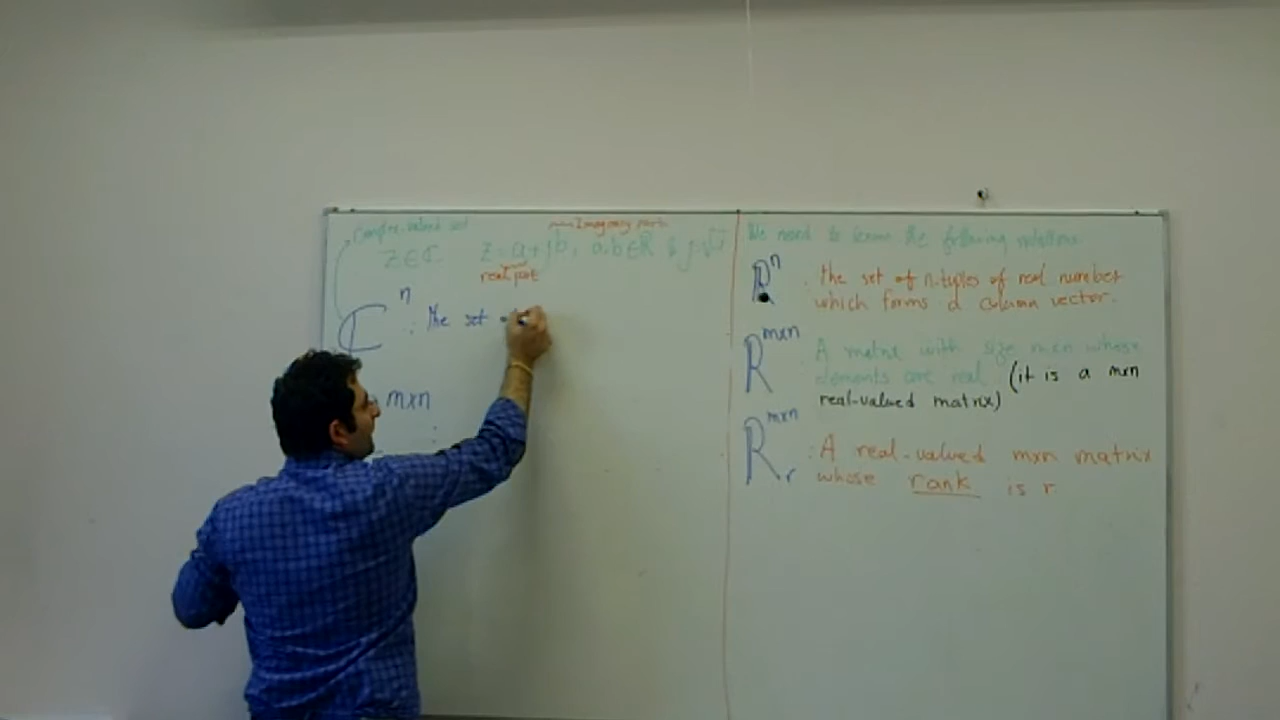 Complex-valued set
Imaginary part
z ∈ ℂ z = a + jb, a, b ∈ ℝ & j = √-1
real part
ℂⁿ : The set of
mxn
:
We need to know the following notations
ℝⁿ : the set of n-tuples of real number
which forms a column vector.
ℝᵐˣⁿ A matrix with size mxn whose
elements are real (it is a mxn
real-valued matrix)
ℝᵣᵐˣⁿ : A real-valued mxn matrix
whose rank is r